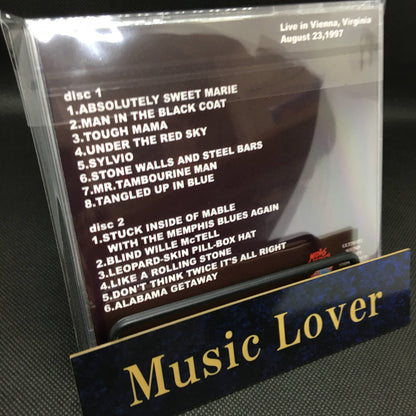 Live in Vienna, Virginia
August 23,1997
disc 1
1.ABSOLUTELY SWEET MARIE
2.MAN IN THE BLACK COAT
3.TOUGH MAMA
4.UNDER THE RED SKY
5.SYLVIO
6.STONE WALLS AND STEEL BARS
7.MR.TAMBOURINE MAN
8.TANGLED UP IN BLUE
disc 2
1.STUCK INSIDE OF MABLE
WITH THE MEMPHIS BLUES AGAIN
2.BLIND WILLE McTELL
3.LEOPARD-SKIN PILL-BOX HAT
4.LIKE A ROLLING STONE
5.DON'T THINK TWICE IT'S ALL RIGHT
6.ALABAMA GETAWAY
Music Lover